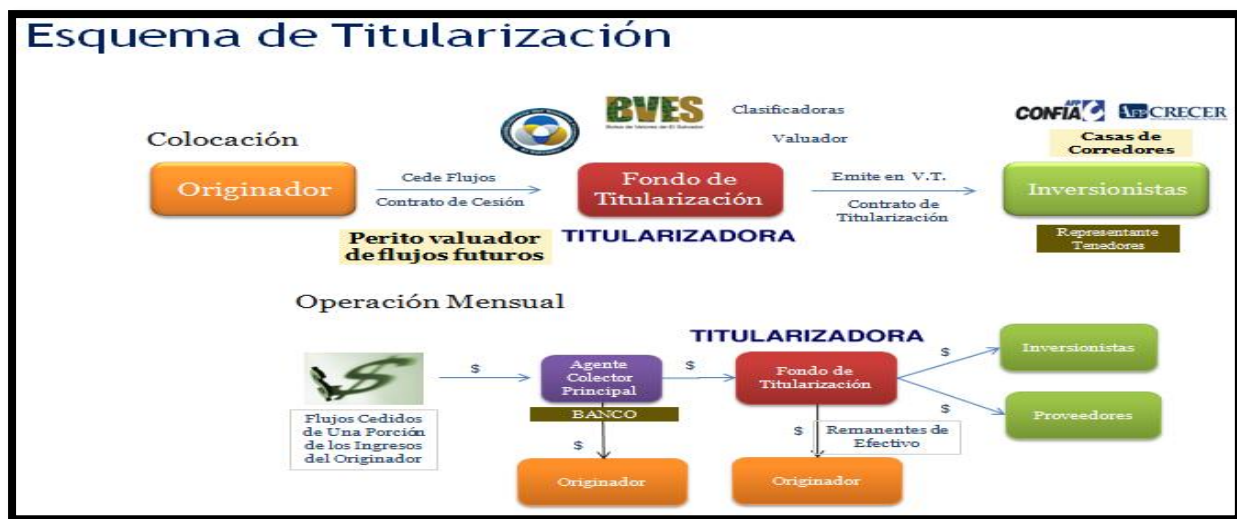 Esquema de Titularización
BVES
Bolsa de Valores de El Salvador
Clasificadoras
Valuador
AFP
CONFÍA
AFP CRECER
Casas de
Corredores
Colocación
Originador
Cede Flujos
Contrato de Cesión
Fondo de
Titularización
Emite en V.T.
Contrato de
Titularización
Inversionistas
Perito valuador
de flujos futuros
TITULARIZADORA
Representante
Tenedores
Operación Mensual
TITULARIZADORA
$
Agente
Colector
Principal
$
Fondo de
Titularización
$
Inversionistas
BANCO
$
Proveedores
Flujos Cedidos
de Una Porción
de los Ingresos
del Originador
$
$
Remanentes de
Efectivo
Originador
Originador